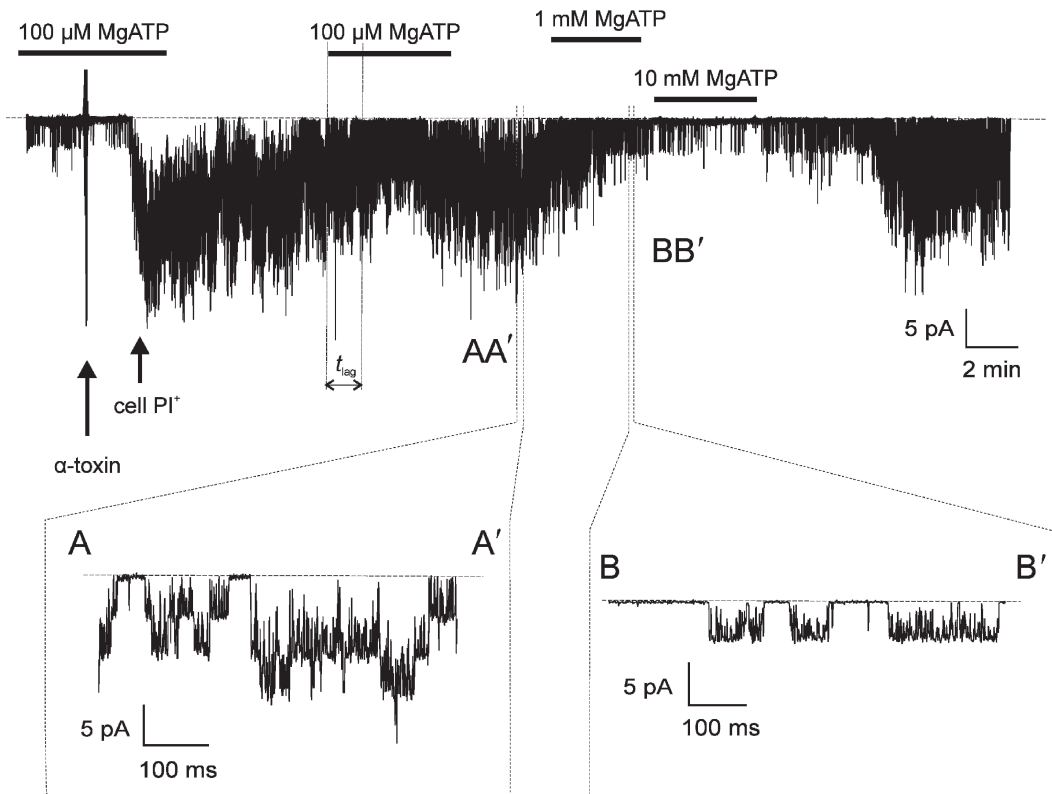 100 µM MgATP
100 µM MgATP
1 mM MgATP
10 mM MgATP
BB′
5 pA
2 min
AA′
tlag
cell PI+
α-toxin
A
A′
B
B′
5 pA
100 ms
5 pA
100 ms